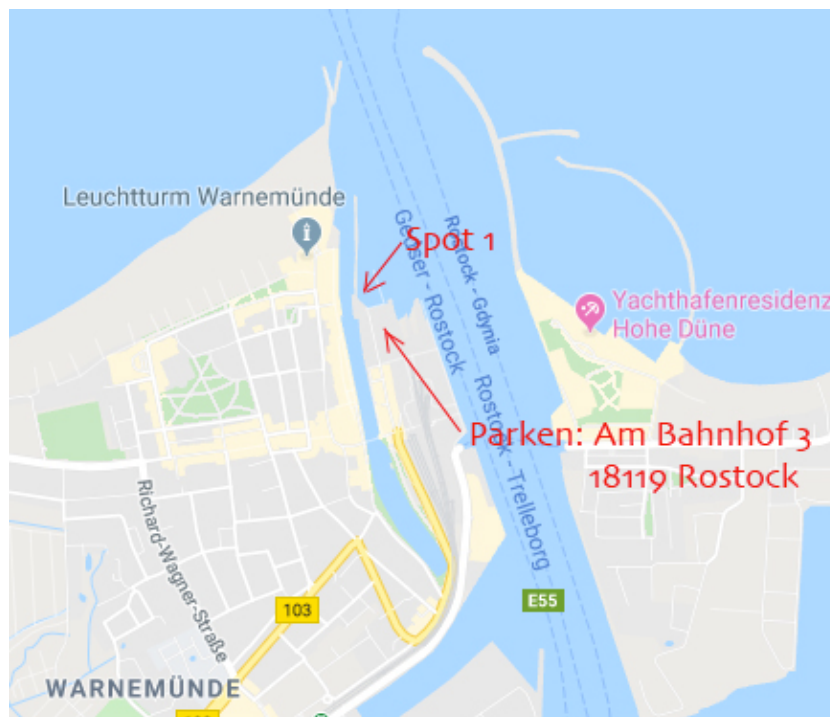 Leuchtturm Warnemünde
Spot 1
Gedser - Rostock
Rostock - Gdynia
Yachthafenresidenz
Hohe Düne
Parken: Am Bahnhof 3
18119 Rostock
Rostock - Trelleborg
Richard-Wagner-Straße
103
E55
WARNEMÜNDE